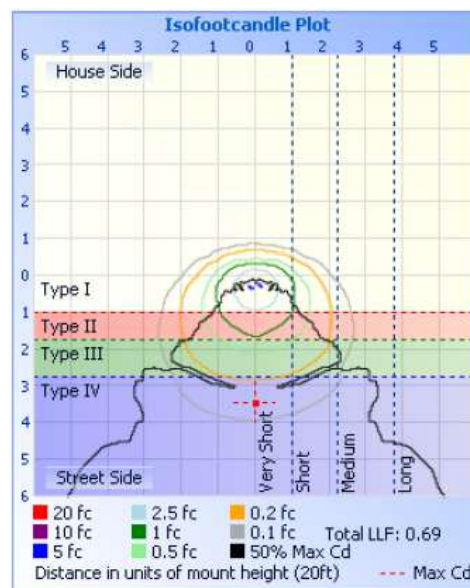 Isofootcandle Plot
5 4 3 2 1 0 1 2 3 4 5
6
House Side
5
4
3
2
1
0
Type I
1
Type II
2
Type III
3
Type IV
4
5
Street Side
6
Very Short
Short
Medium
Long
20 fc 2.5 fc 0.2 fc
10 fc 1 fc 0.1 fc Total LLF: 0.69
5 fc 0.5 fc 50% Max Cd
Distance in units of mount height (20ft) Max Cd